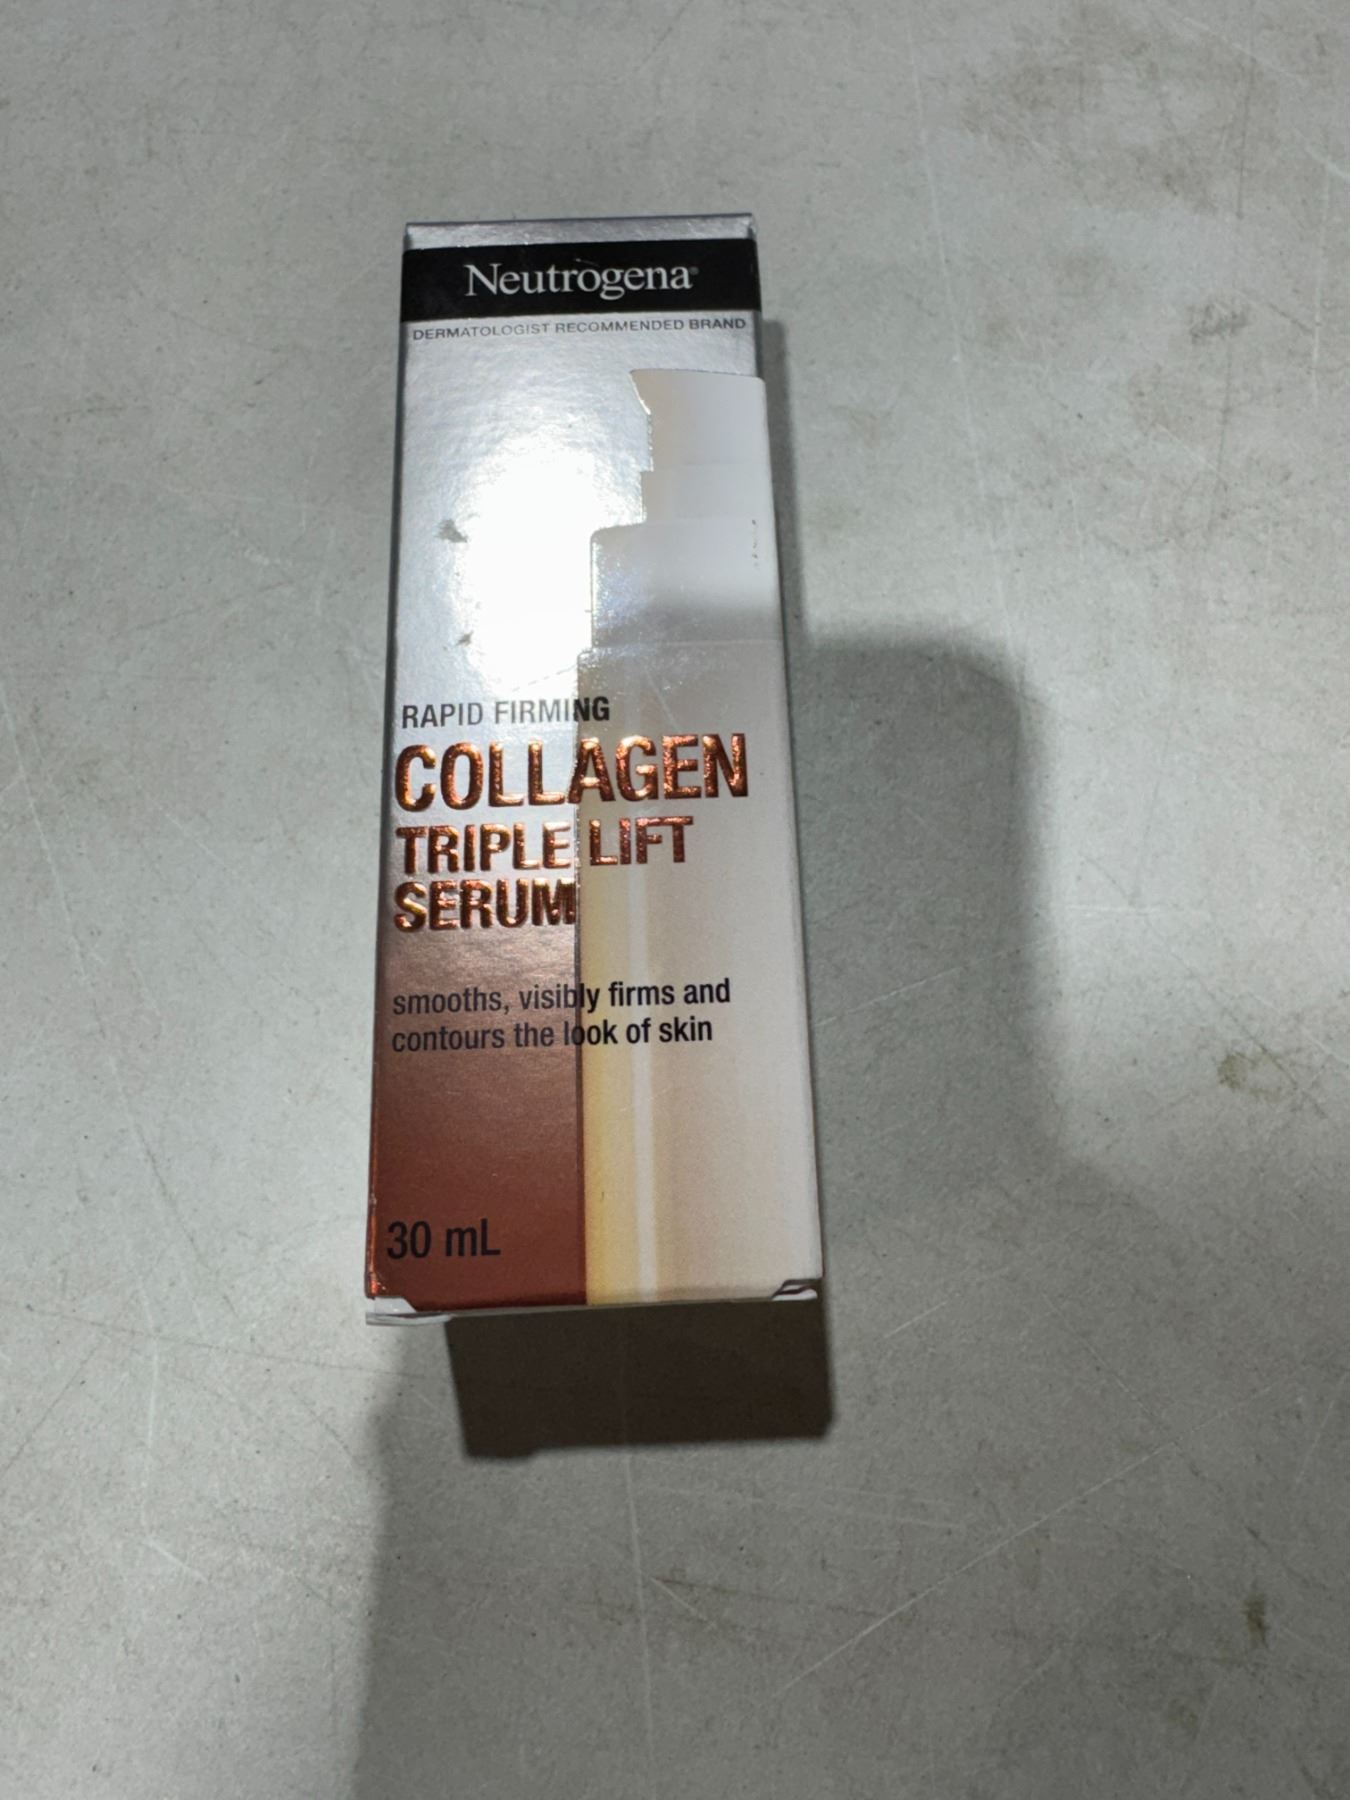 Neutrogena®
DERMATOLOGIST RECOMMENDED BRAND
RAPID FIRMING
COLLAGEN
TRIPLE LIFT
SERUM
smooths, visibly firms and
contours the look of skin
30 mL